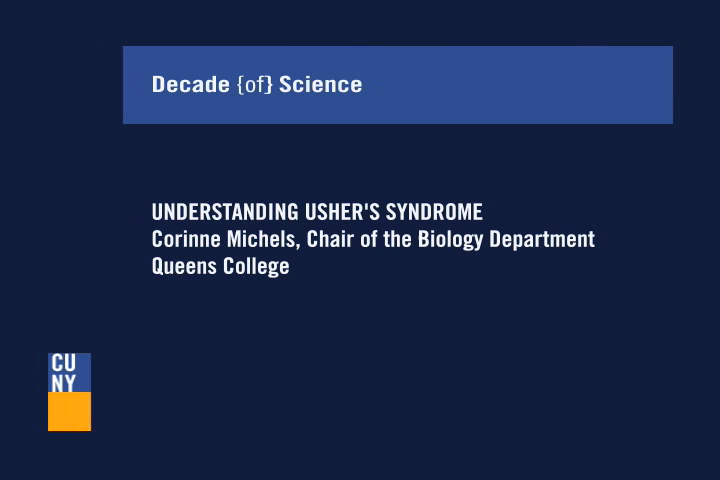 Decade {of} Science
UNDERSTANDING USHER'S SYNDROME
Corinne Michels, Chair of the Biology Department
Queens College
CU
NY